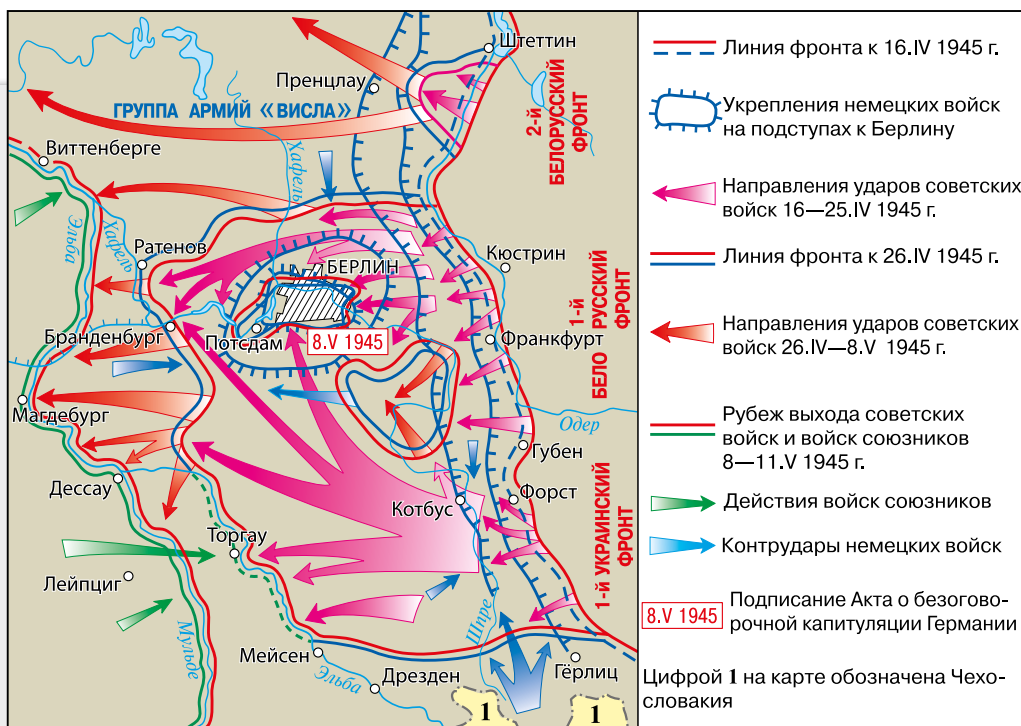 Штеттин
Пренцлау
ГРУППА АРМИЙ «ВИСЛА»
2-й
БЕЛОРУССКИЙ
ФРОНТ
Виттенберге
Хафель
Эльба
Хафель
Ратенов
Кюстрин
БЕРЛИН
1-й
БЕЛО РУССКИЙ
ФРОНТ
Бранденбург
Потсдам
8.V 1945
Франкфурт
Магдебург
Одер
Губен
Дессау
Котбус
Форст
1-й УКРАИНСКИЙ
ФРОНТ
Торгау
Лейпциг
Мульде
Шпре
Мейсен
Эльба
Дрезден
Гёрлиц
1
1
Линия фронта к 16.IV 1945 г.
Укрепления немецких войск
на подступах к Берлину
Направления ударов советских
войск 16—25.IV 1945 г.
Линия фронта к 26.IV 1945 г.
Направления ударов советских
войск 26.IV—8.V 1945 г.
Рубеж выхода советских
войск и войск союзников
8—11.V 1945 г.
Действия войск союзников
Контрудары немецких войск
8.V 1945
Подписание Акта о безогово-
рочной капитуляции Германии
Цифрой 1 на карте обозначена Чехо-
словакия